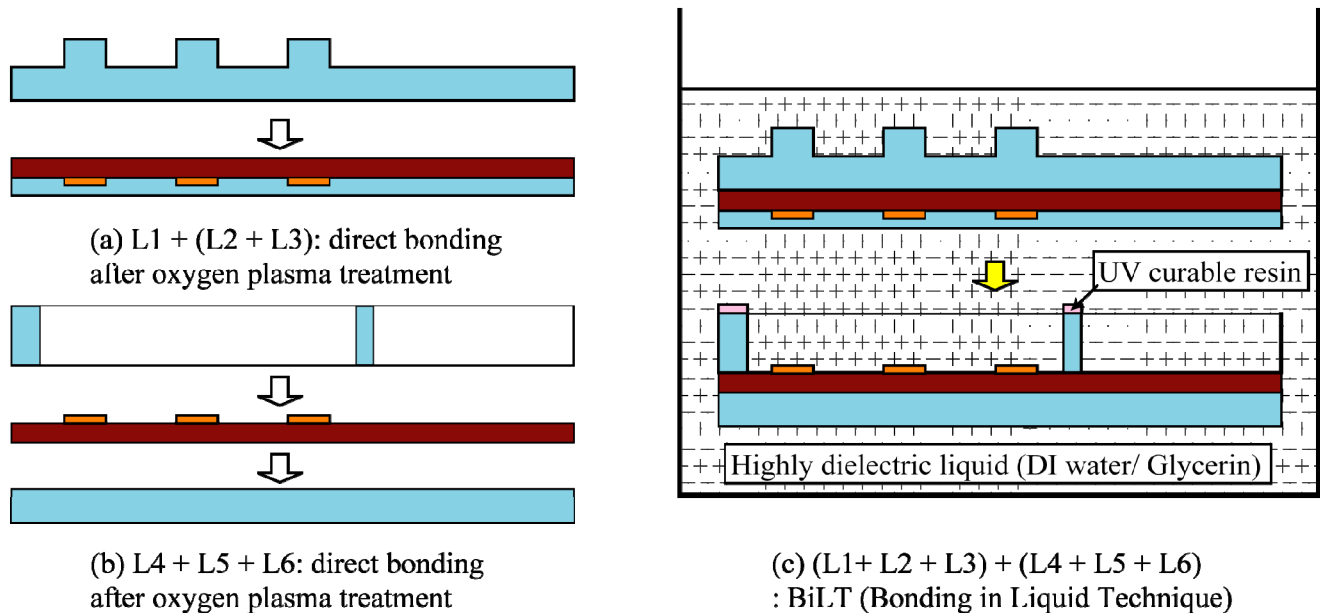 (a) L1 + (L2 + L3): direct bonding
after oxygen plasma treatment
(b) L4 + L5 + L6: direct bonding
after oxygen plasma treatment
UV curable resin
Highly dielectric liquid (DI water/ Glycerin)
(c) (L1+ L2 + L3) + (L4 + L5 + L6)
: BiLT (Bonding in Liquid Technique)